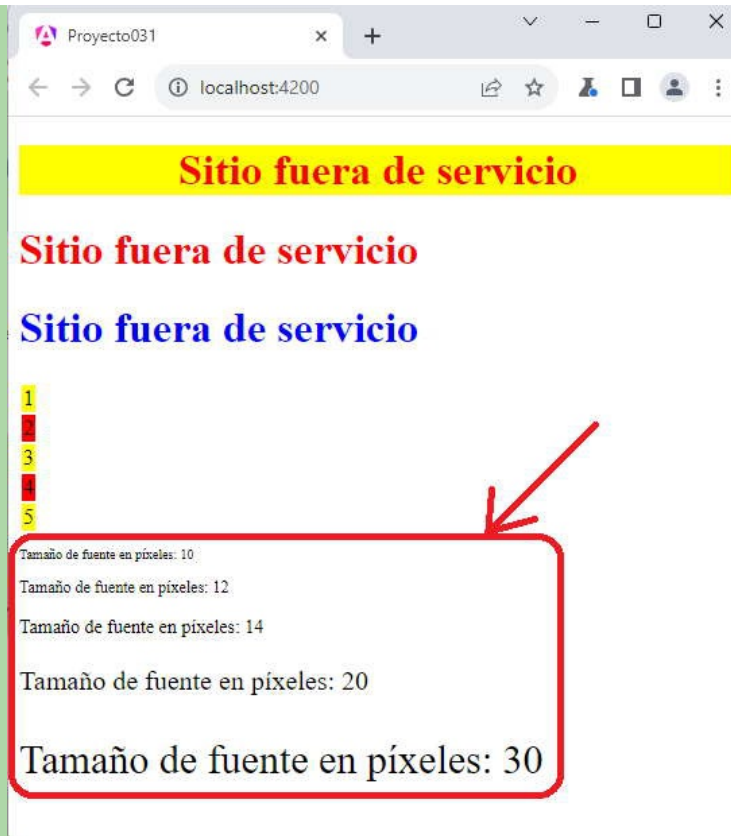 Proyecto031
localhost:4200
Sitio fuera de servicio
Sitio fuera de servicio
Sitio fuera de servicio
1
2
3
4
5
Tamaño de fuente en píxeles: 10
Tamaño de fuente en píxeles: 12
Tamaño de fuente en píxeles: 14
Tamaño de fuente en píxeles: 20
Tamaño de fuente en píxeles: 30